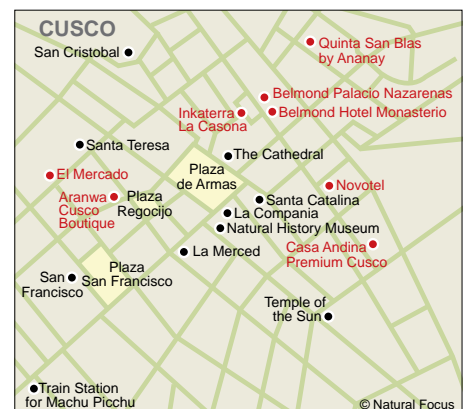 CUSCO
San Cristobal
Quinta San Blas
by Ananay
Belmond Palacio Nazarenas
Belmond Hotel Monasterio
Inkaterra
La Casona
Santa Teresa
The Cathedral
Plaza
de Armas
El Mercado
Aranwa
Cusco
Boutique
Plaza
Regocijo
Novotel
Santa Catalina
La Compania
Natural History Museum
La Merced
Casa Andina
Premium Cusco
San
Francisco
Plaza
San Francisco
Temple of
the Sun
Train Station
for Machu Picchu
© Natural Focus